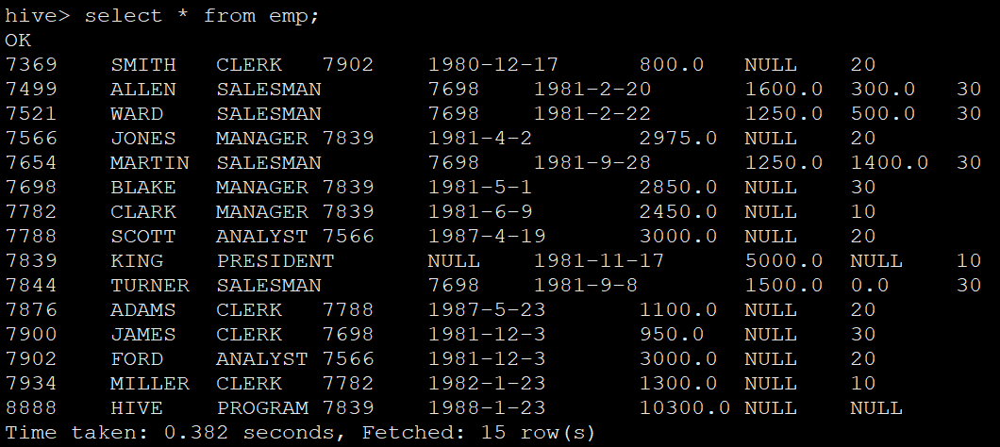 hive> select * from emp;
OK
7369 SMITH CLERK 7902 1980-12-17 800.0 NULL 20
7499 ALLEN SALESMAN 7698 1981-2-20 1600.0 300.0 30
7521 WARD SALESMAN 7698 1981-2-22 1250.0 500.0 30
7566 JONES MANAGER 7839 1981-4-2 2975.0 NULL 20
7654 MARTIN SALESMAN 7698 1981-9-28 1250.0 1400.0 30
7698 BLAKE MANAGER 7839 1981-5-1 2850.0 NULL 30
7782 CLARK MANAGER 7839 1981-6-9 2450.0 NULL 10
7788 SCOTT ANALYST 7566 1987-4-19 3000.0 NULL 20
7839 KING PRESIDENT NULL 1981-11-17 5000.0 NULL 10
7844 TURNER SALESMAN 7698 1981-9-8 1500.0 0.0 30
7876 ADAMS CLERK 7788 1987-5-23 1100.0 NULL 20
7900 JAMES CLERK 7698 1981-12-3 950.0 NULL 30
7902 FORD ANALYST 7566 1981-12-3 3000.0 NULL 20
7934 MILLER CLERK 7782 1982-1-23 1300.0 NULL 10
8888 HIVE PROGRAM 7839 1988-1-23 10300.0 NULL NULL
Time taken: 0.382 seconds, Fetched: 15 row(s)